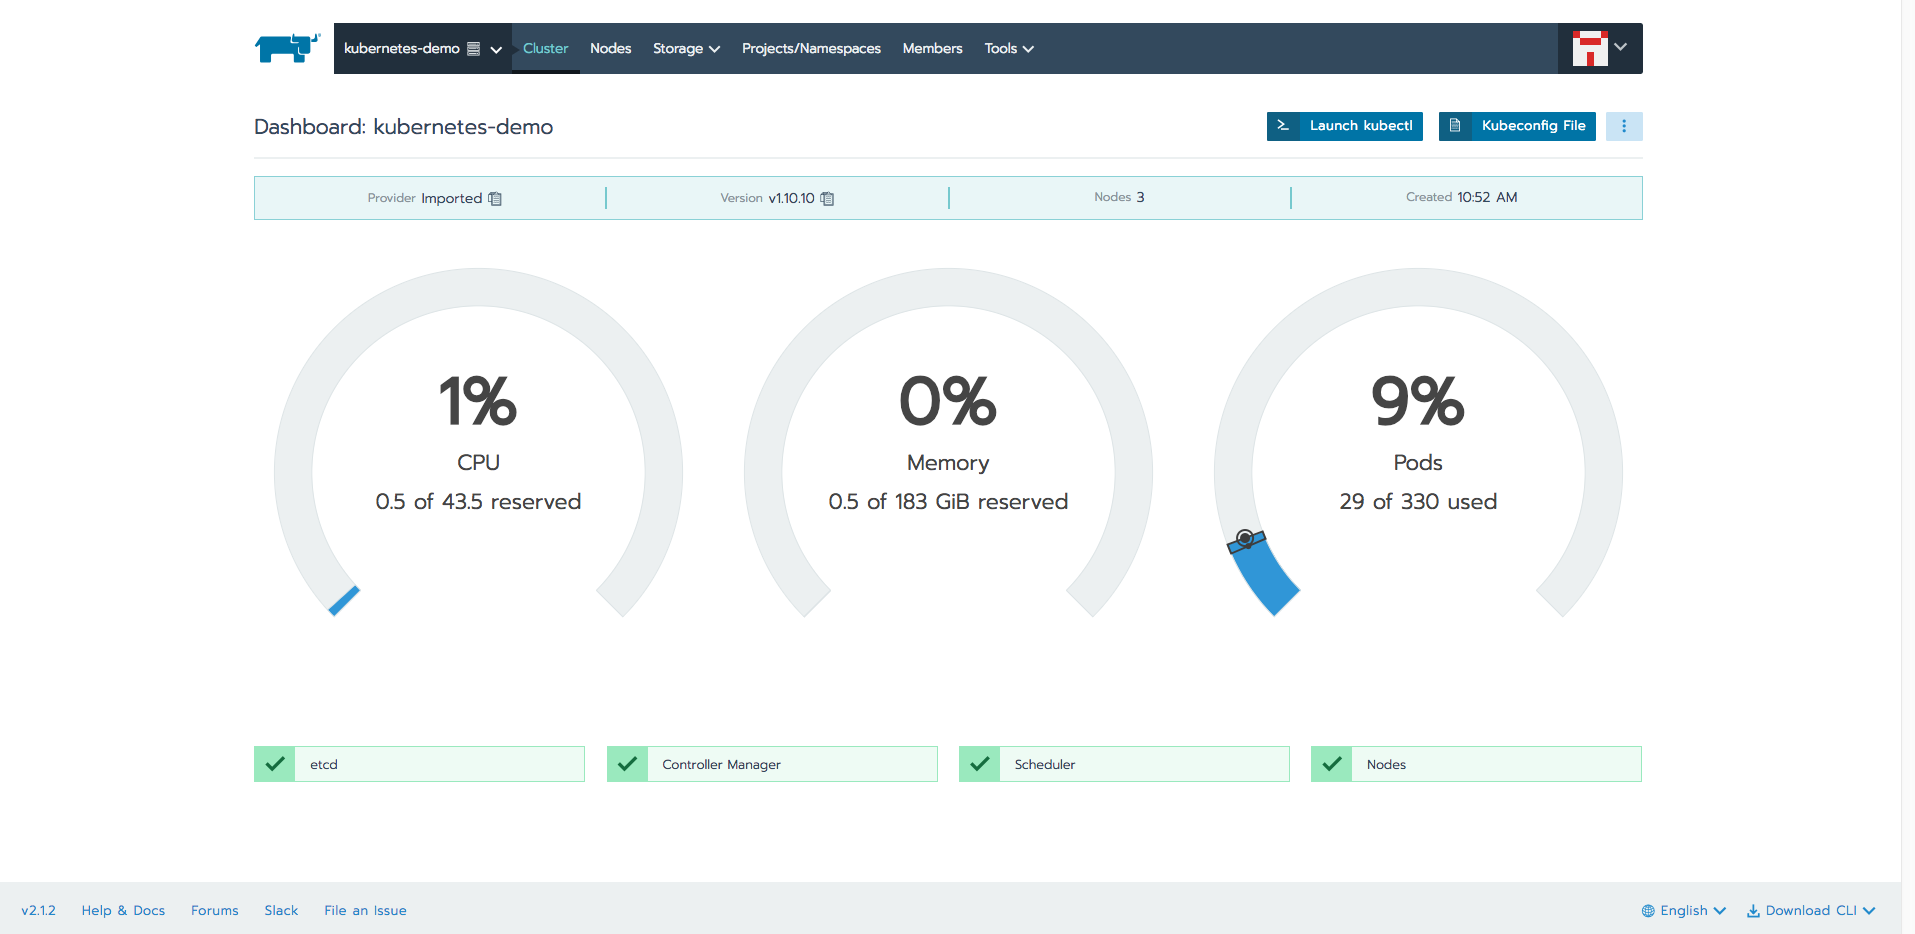 kubernetes-demo Cluster Nodes Storage Projects/Namespaces Members Tools
Dashboard: kubernetes-demo Launch kubectl Kubeconfig File
Provider Imported Version v1.10.10 Nodes 3 Created 10:52 AM
1%
CPU
0.5 of 43.5 reserved
0%
Memory
0.5 of 183 GiB reserved
9%
Pods
29 of 330 used
etcd Controller Manager Scheduler Nodes
v2.1.2 Help & Docs Forums Slack File an Issue English Download CLI